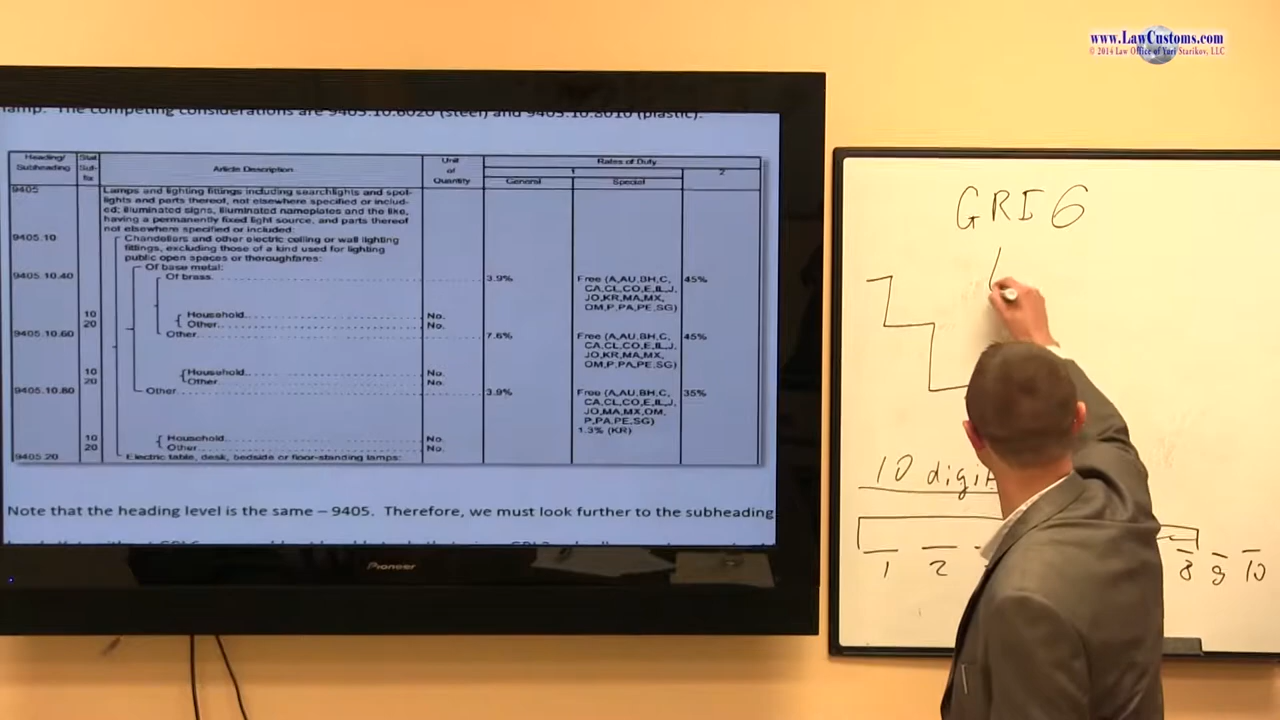 www.LawCustoms.com
© 2014 Law Office of Yuri Starikov, LLC
lamp. The competing considerations are 9405.10.6020 (steel) and 9405.10.8010 (plastic).
Heading/ Stat. Article Description Unit Rates of Duty
Subheading Suf- of 1 2
fix Quantity General Special
9405 Lamps and lighting fittings including searchlights and spot-
lights and parts thereof, not elsewhere specified or includ-
ed; illuminated signs, illuminated nameplates and the like,
having a permanently fixed light source, and parts thereof
not elsewhere specified or included:
9405.10 Chandeliers and other electric ceiling or wall lighting
fittings, excluding those of a kind used for lighting
public open spaces or thoroughfares:
Of base metal:
9405.10.40 Of brass 3.9% Free (A,AU,BH,C, 45%
CA,CL,CO,E,IL,J,
JO,KR,MA,MX,
OM,P,PA,PE,SG)
10 Household No.
20 Other No.
9405.10.60 Other 7.6% Free (A,AU,BH,C, 45%
CA,CL,CO,E,IL,J,
JO,KR,MA,MX,
OM,P,PA,PE,SG)
10 Household No.
20 Other No.
9405.10.80 Other 3.9% Free (A,AU,BH,C, 35%
CA,CL,CO,E,IL,J,
JO,MA,MX,OM,
P,PA,PE,SG)
1.3% (KR)
10 Household No.
20 Other No.
9405.20 Electric table, desk, bedside or floor-standing lamps:
Note that the heading level is the same – 9405. Therefore, we must look further to the subheading
Pioneer
GRI 6
10 digit
1 2 8 9 10